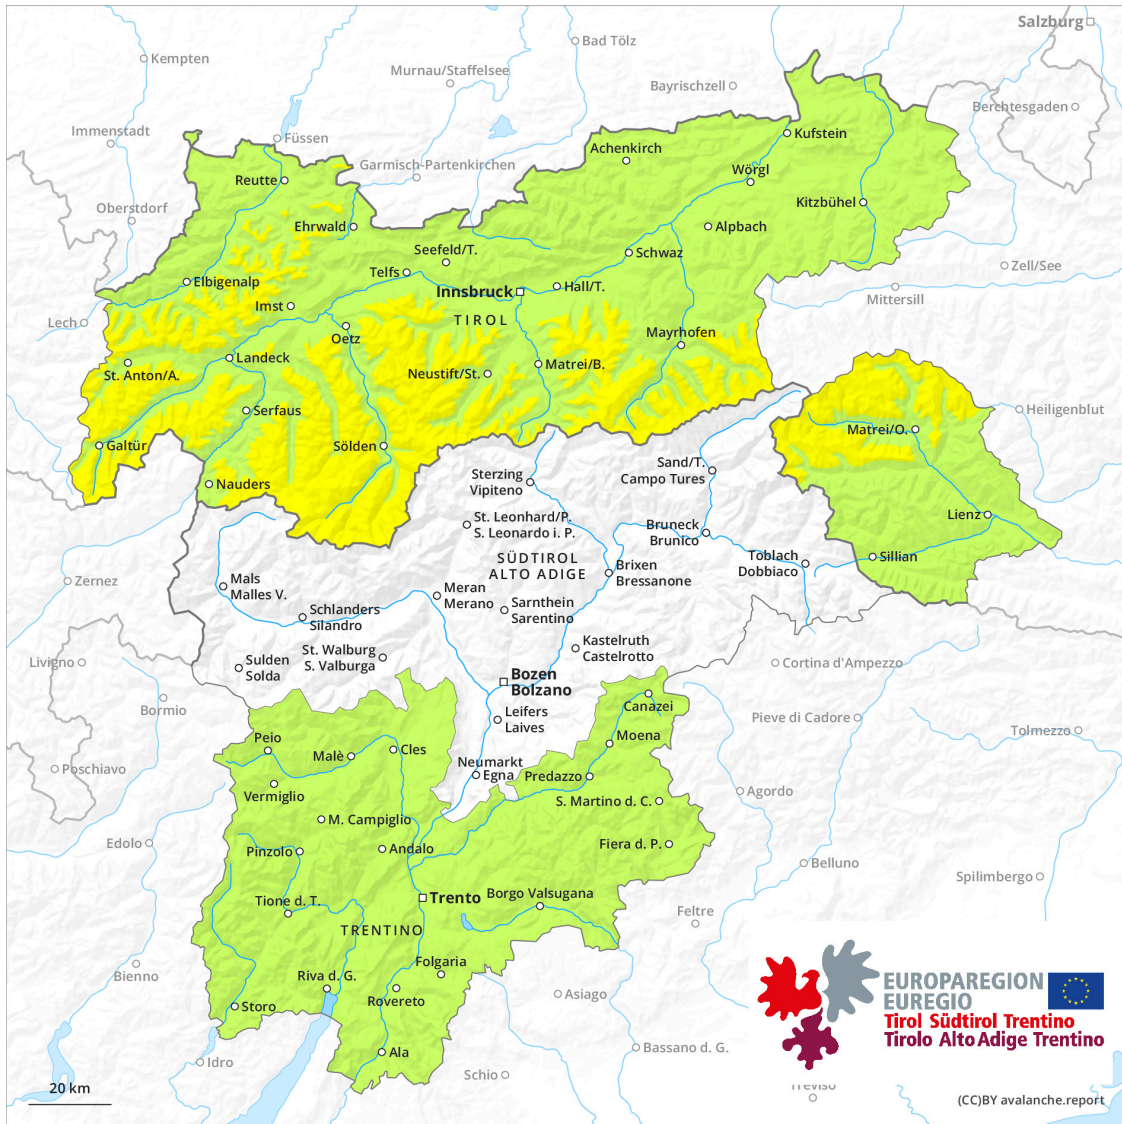 Salzburg
Bad Tölz
Kempten
Murnau/Staffelsee
Bayrischzell
Berchtesgaden
Immenstadt
Füssen
Kufstein
Achenkirch
Garmisch-Partenkirchen
Wörgl
Reutte
Oberstdorf
Kitzbühel
Ehrwald
Alpbach
Seefeld/T.
Schwaz
Zell/See
Telfs
Elbigenalp
Hall/T.
Innsbruck
Mittersill
Imst
TIROL
Lech
Oetz
Mayrhofen
Landeck
Matrei/B.
St. Anton/A.
Neustift/St.
Serfaus
Heiligenblut
Matrei/O.
Galtür
Sölden
Sand/T.
Campo Tures
Sterzing
Vipiteno
Nauders
St. Leonhard/P.
S. Leonardo i. P.
Lienz
Bruneck
Brunico
SÜDTIROL
ALTO ADIGE
Toblach
Dobbiaco
Sillian
Brixen
Bressanone
Zernez
Mals
Malles V.
Meran
Merano
Sarnthein
Sarentino
Schlanders
Silandro
Kastelruth
Castelrotto
St. Walburg
S. Valburga
Livigno
Sulden
Solda
Cortina d'Ampezzo
Bozen
Bolzano
Bormio
Canazei
Leifers
Laives
Pieve di Cadore
Tolmezzo
Moena
Peio
Cles
Malè
Neumarkt
Egna
Poschiavo
Predazzo
Vermiglio
Agordo
S. Martino d. C.
M. Campiglio
Edolo
Pinzolo
Andalo
Fiera d. P.
Belluno
Spilimbergo
Trento
Borgo Valsugana
Tione d. T.
Feltre
TRENTINO
Folgaria
Bienno
Riva d. G.
Rovereto
Asiago
Storo
EUROPAREGION
EUREGIO
Tirol Südtirol Trentino
Tirolo Alto Adige Trentino
Ala
Bassano d. G.
Idro
Schio
Treviso
20 km
(CC)BY avalanche.report